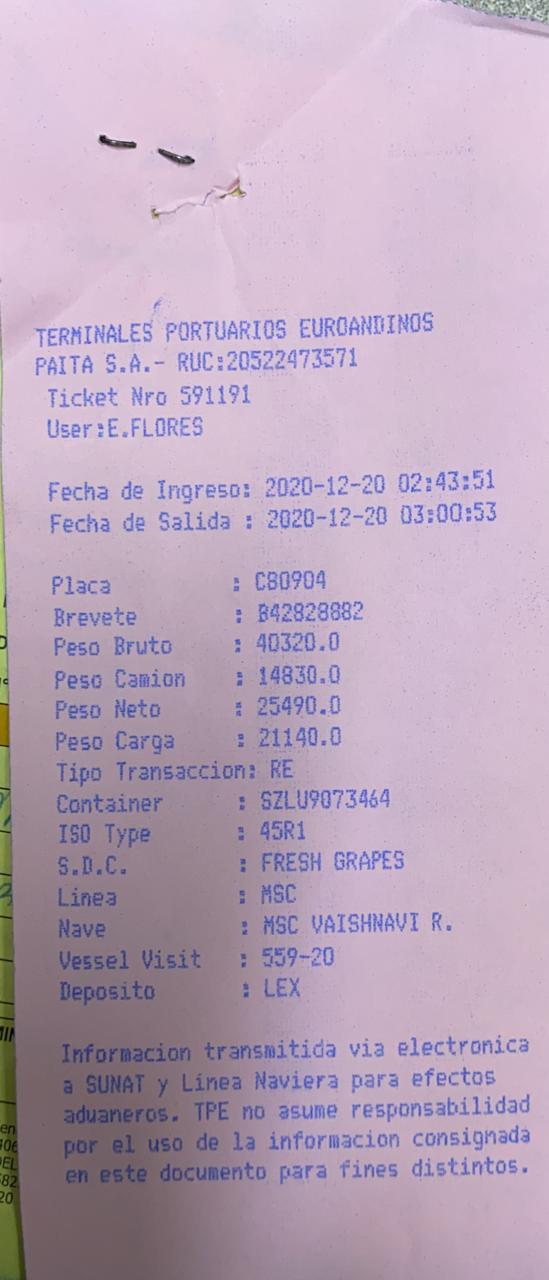 TERMINALES PORTUARIOS EUROANDINOS
PAITA S.A.- RUC:20522473571
Ticket Nro 591191
User:E.FLORES
Fecha de Ingreso: 2020-12-20 02:43:51
Fecha de Salida : 2020-12-20 03:00:53
Placa : C80904
Brevete : B42828882
Peso Bruto : 40320.0
Peso Camion : 14830.0
Peso Neto : 25490.0
Peso Carga : 21140.0
Tipo Transaccion: RE
Container : SZLU9073464
ISO Type : 45R1
S.D.C. : FRESH GRAPES
Linea : MSC
Nave : MSC VAISHNAVI R.
Vessel Visit : 559-20
Deposito : LEX
Informacion transmitida via electronica
a SUNAT y Linea Naviera para efectos
aduaneros. TPE no asume responsabilidad
por el uso de la informacion consignada
en este documento para fines distintos.